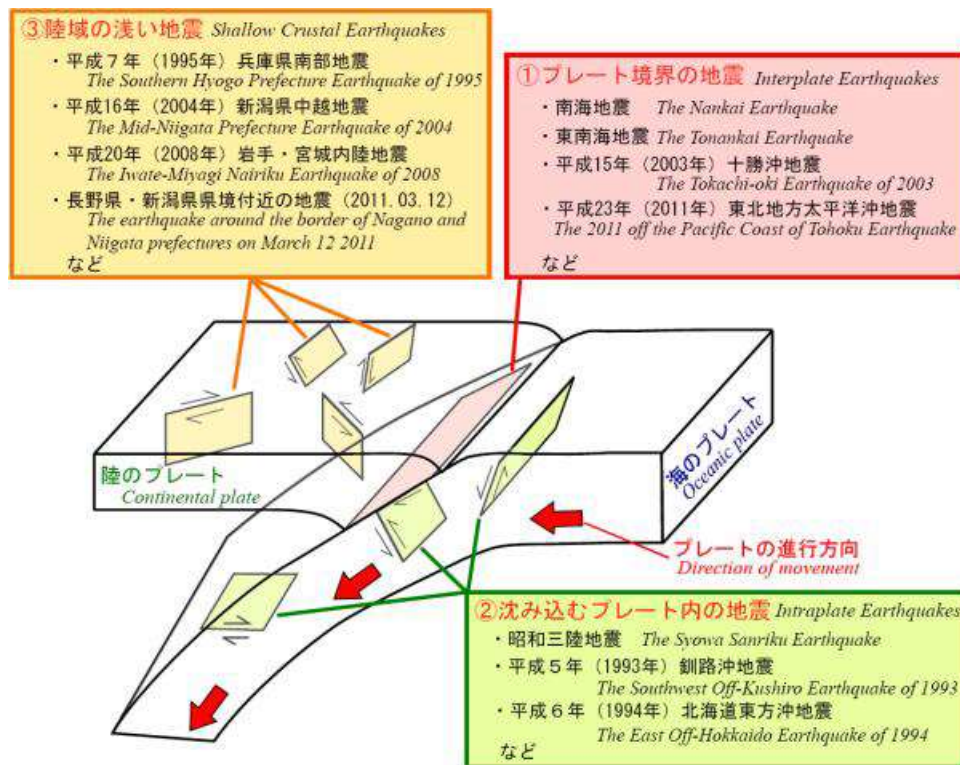 ③陸域の浅い地震 Shallow Crustal Earthquakes
・平成7年（1995年）兵庫県南部地震
The Southern Hyogo Prefecture Earthquake of 1995
・平成16年（2004年）新潟県中越地震
The Mid-Niigata Prefecture Earthquake of 2004
・平成20年（2008年）岩手・宮城内陸地震
The Iwate-Miyagi Nairiku Earthquake of 2008
・長野県・新潟県県境付近の地震（2011.03.12）
The earthquake around the border of Nagano and
Niigata prefectures on March 12 2011
など
①プレート境界の地震 Interplate Earthquakes
・南海地震 The Nankai Earthquake
・東南海地震 The Tonankai Earthquake
・平成15年（2003年）十勝沖地震
The Tokachi-oki Earthquake of 2003
・平成23年（2011年）東北地方太平洋沖地震
The 2011 off the Pacific Coast of Tohoku Earthquake
など
陸のプレート
Continental plate
海のプレート
Oceanic plate
プレートの進行方向
Direction of movement
②沈み込むプレート内の地震 Intraplate Earthquakes
・昭和三陸地震 The Syowa Sanriku Earthquake
・平成5年（1993年）釧路沖地震
The Southwest Off-Kushiro Earthquake of 1993
・平成6年（1994年）北海道東方沖地震
The East Off-Hokkaido Earthquake of 1994
など